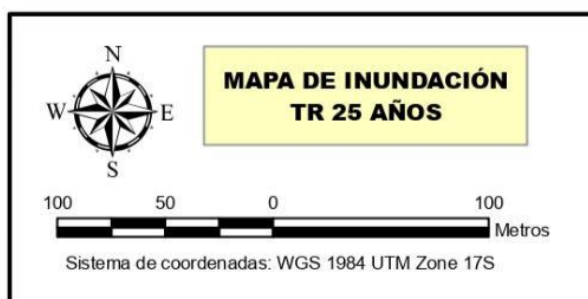 N
W E
S
MAPA DE INUNDACIÓN
TR 25 AÑOS
100 50 0 100
Metros
Sistema de coordenadas: WGS 1984 UTM Zone 17S